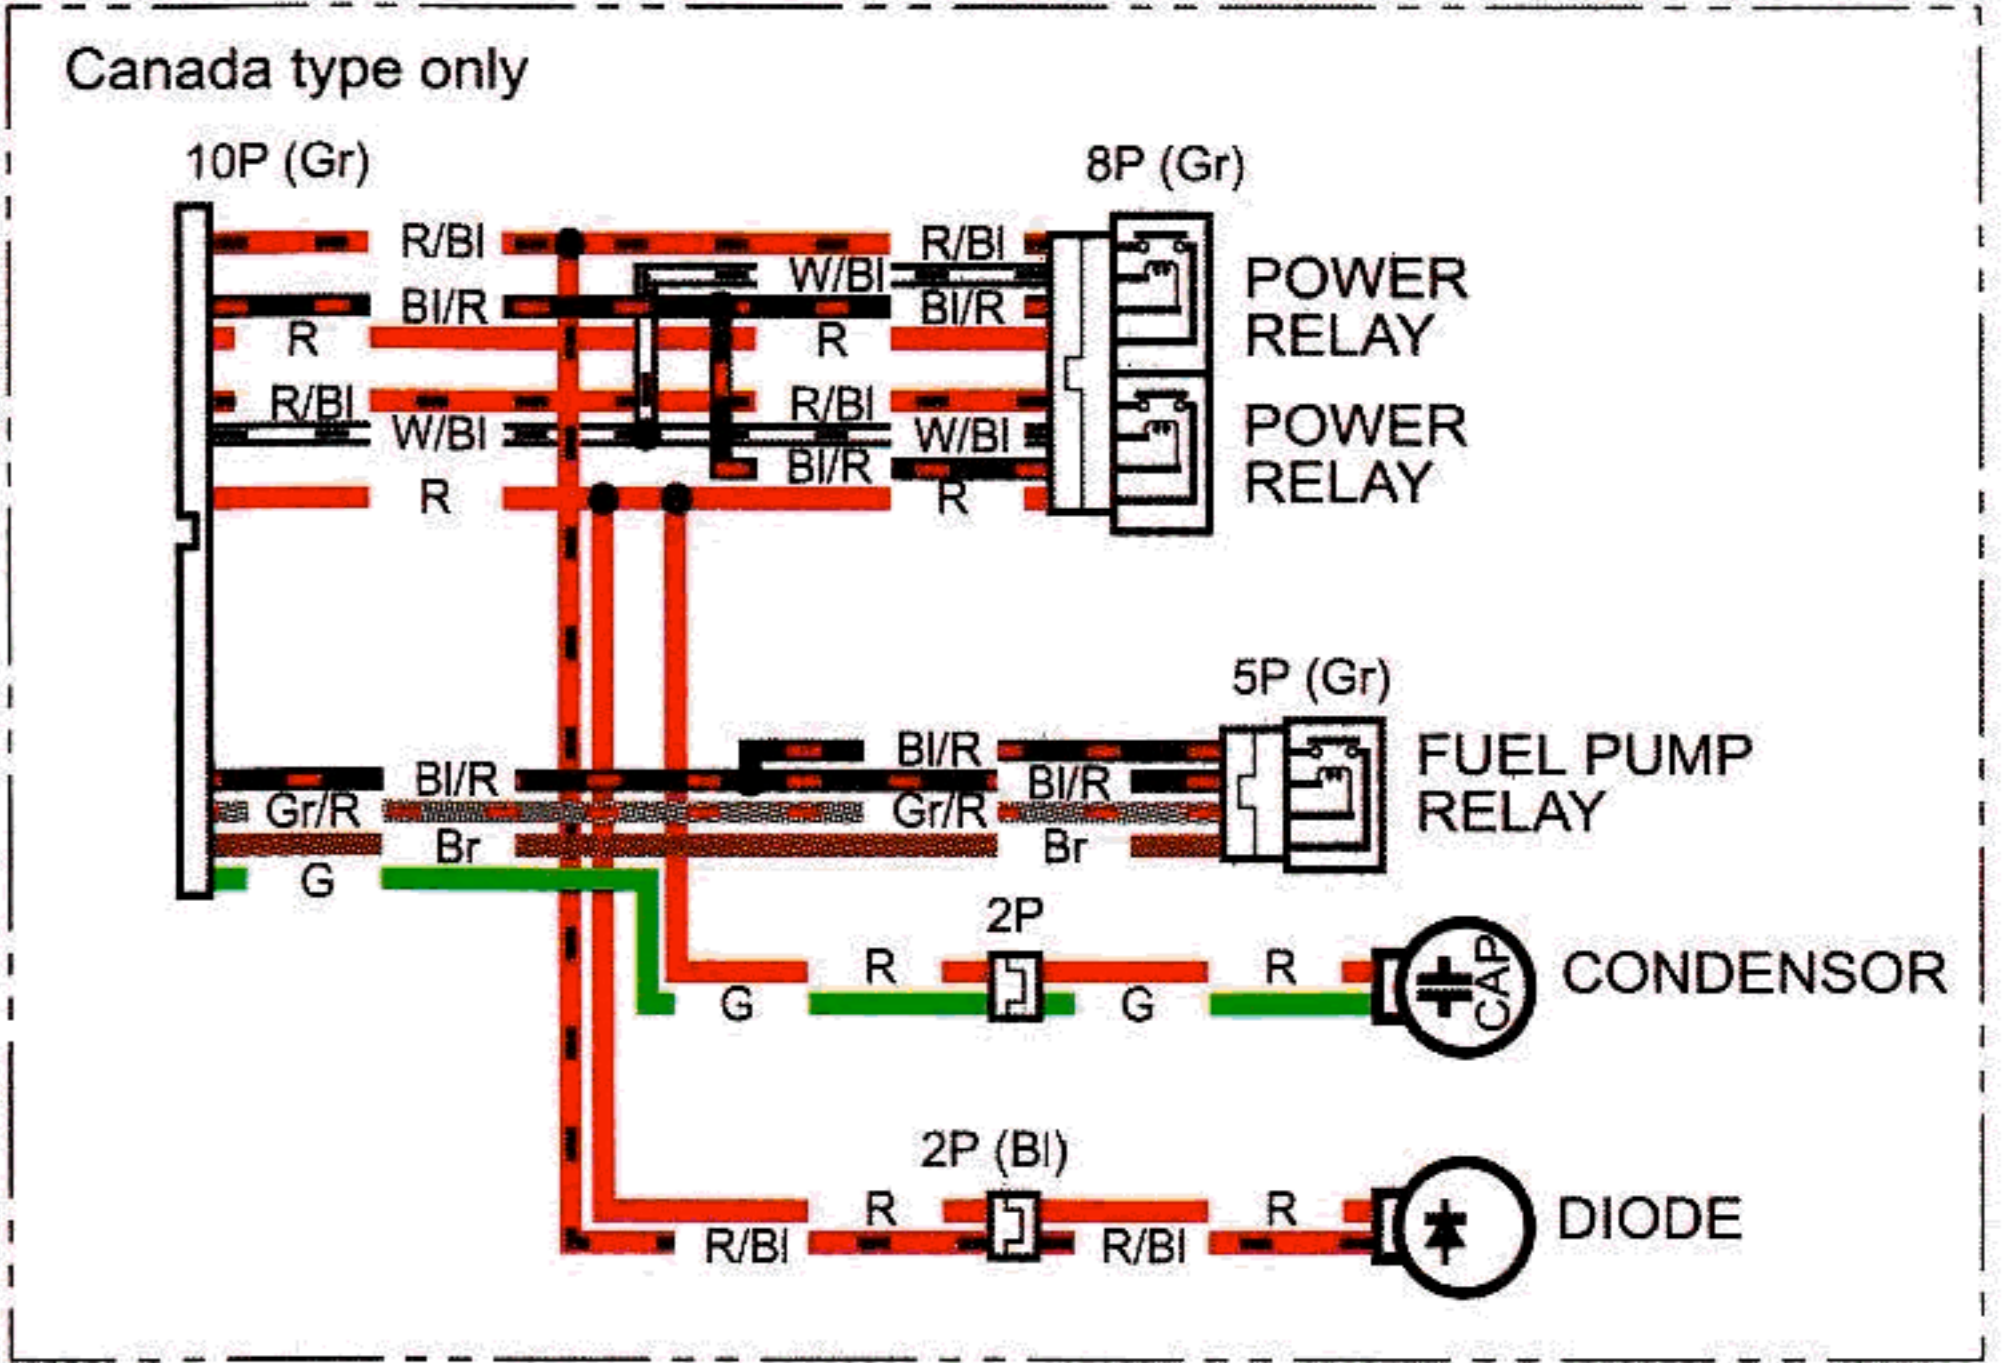 Canada type only
10P (Gr)
8P (Gr)
R/Bl
R/Bl
W/Bl
Bl/R
Bl/R
R
R
R/Bl
R/Bl
W/Bl
W/Bl
Bl/R
R
R
POWER
RELAY
POWER
RELAY
5P (Gr)
Bl/R
Bl/R
Bl/R
Gr/R
Gr/R
Br
Br
G
FUEL PUMP
RELAY
2P
R
R
G
G
CAP
CONDENSOR
2P (Bl)
R
R
R/Bl
R/Bl
DIODE